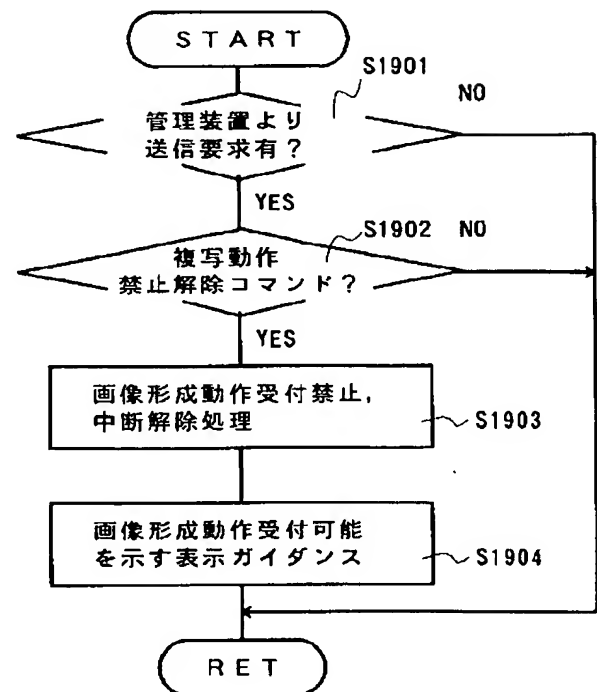 START
S1901
NO
管理装置より
送信要求有？
YES
S1902 NO
複写動作
禁止解除コマンド？
YES
画像形成動作受付禁止,
中断解除処理
S1903
画像形成動作受付可能
を示す表示ガイダンス
S1904
RET